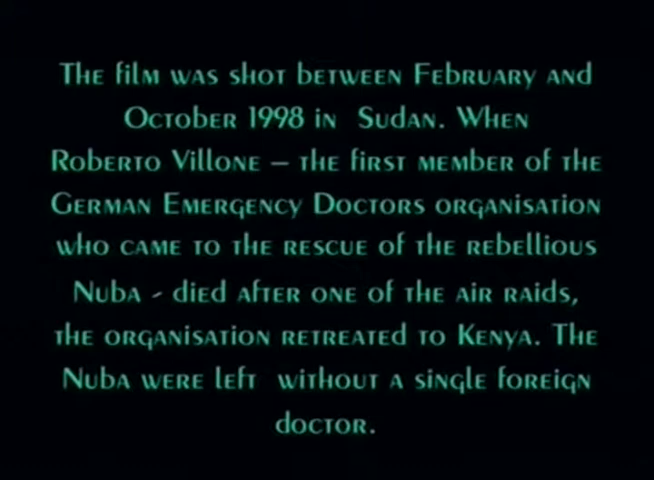 The film was shot between February and
October 1998 in Sudan. When
Roberto Villone – the first member of the
German Emergency Doctors organisation
who came to the rescue of the rebellious
Nuba - died after one of the air raids,
the organisation retreated to Kenya. The
Nuba were left without a single foreign
doctor.